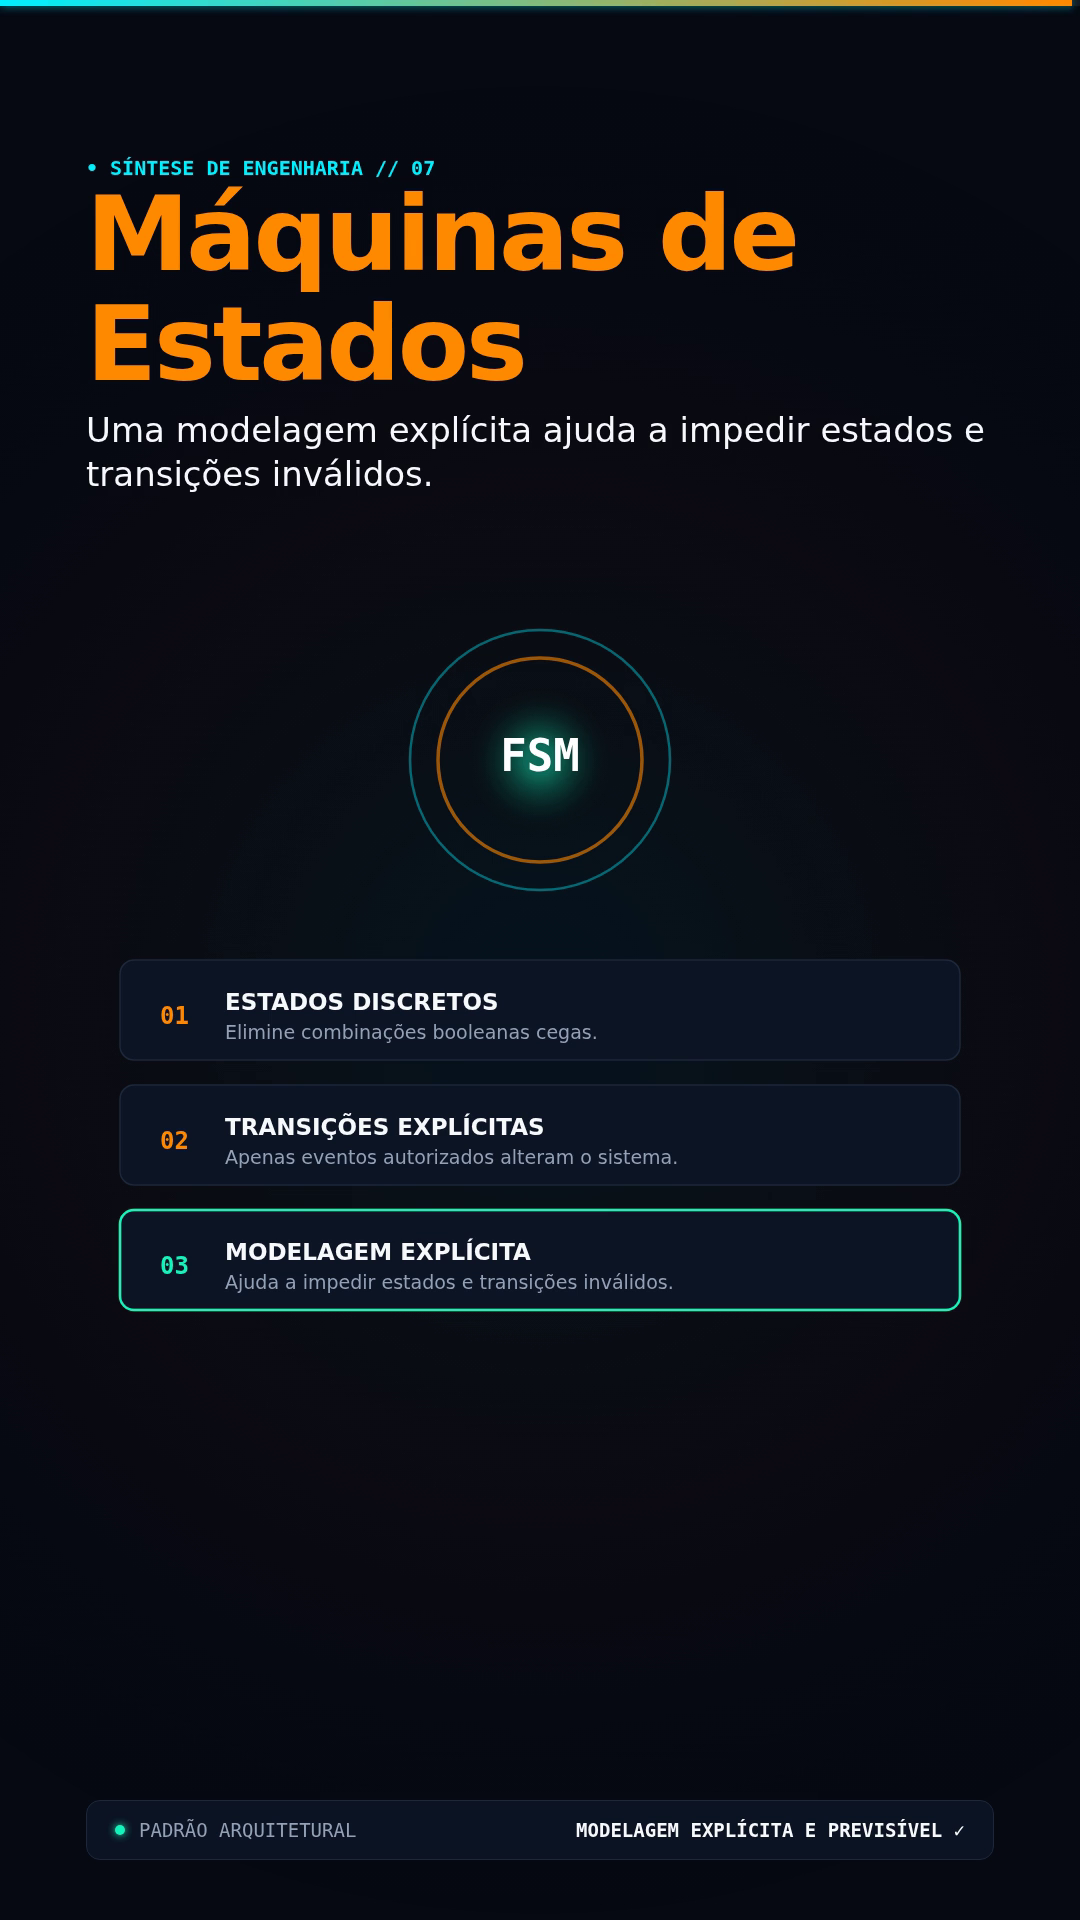 • SÍNTESE DE ENGENHARIA // 07
Máquinas de
Estados
Uma modelagem explícita ajuda a impedir estados e
transições inválidos.
FSM
01
ESTADOS DISCRETOS
Elimine combinações booleanas cegas.
02
TRANSIÇÕES EXPLÍCITAS
Apenas eventos autorizados alteram o sistema.
03
MODELAGEM EXPLÍCITA
Ajuda a impedir estados e transições inválidos.
PADRÃO ARQUITETURAL
MODELAGEM EXPLÍCITA E PREVISÍVEL ✓